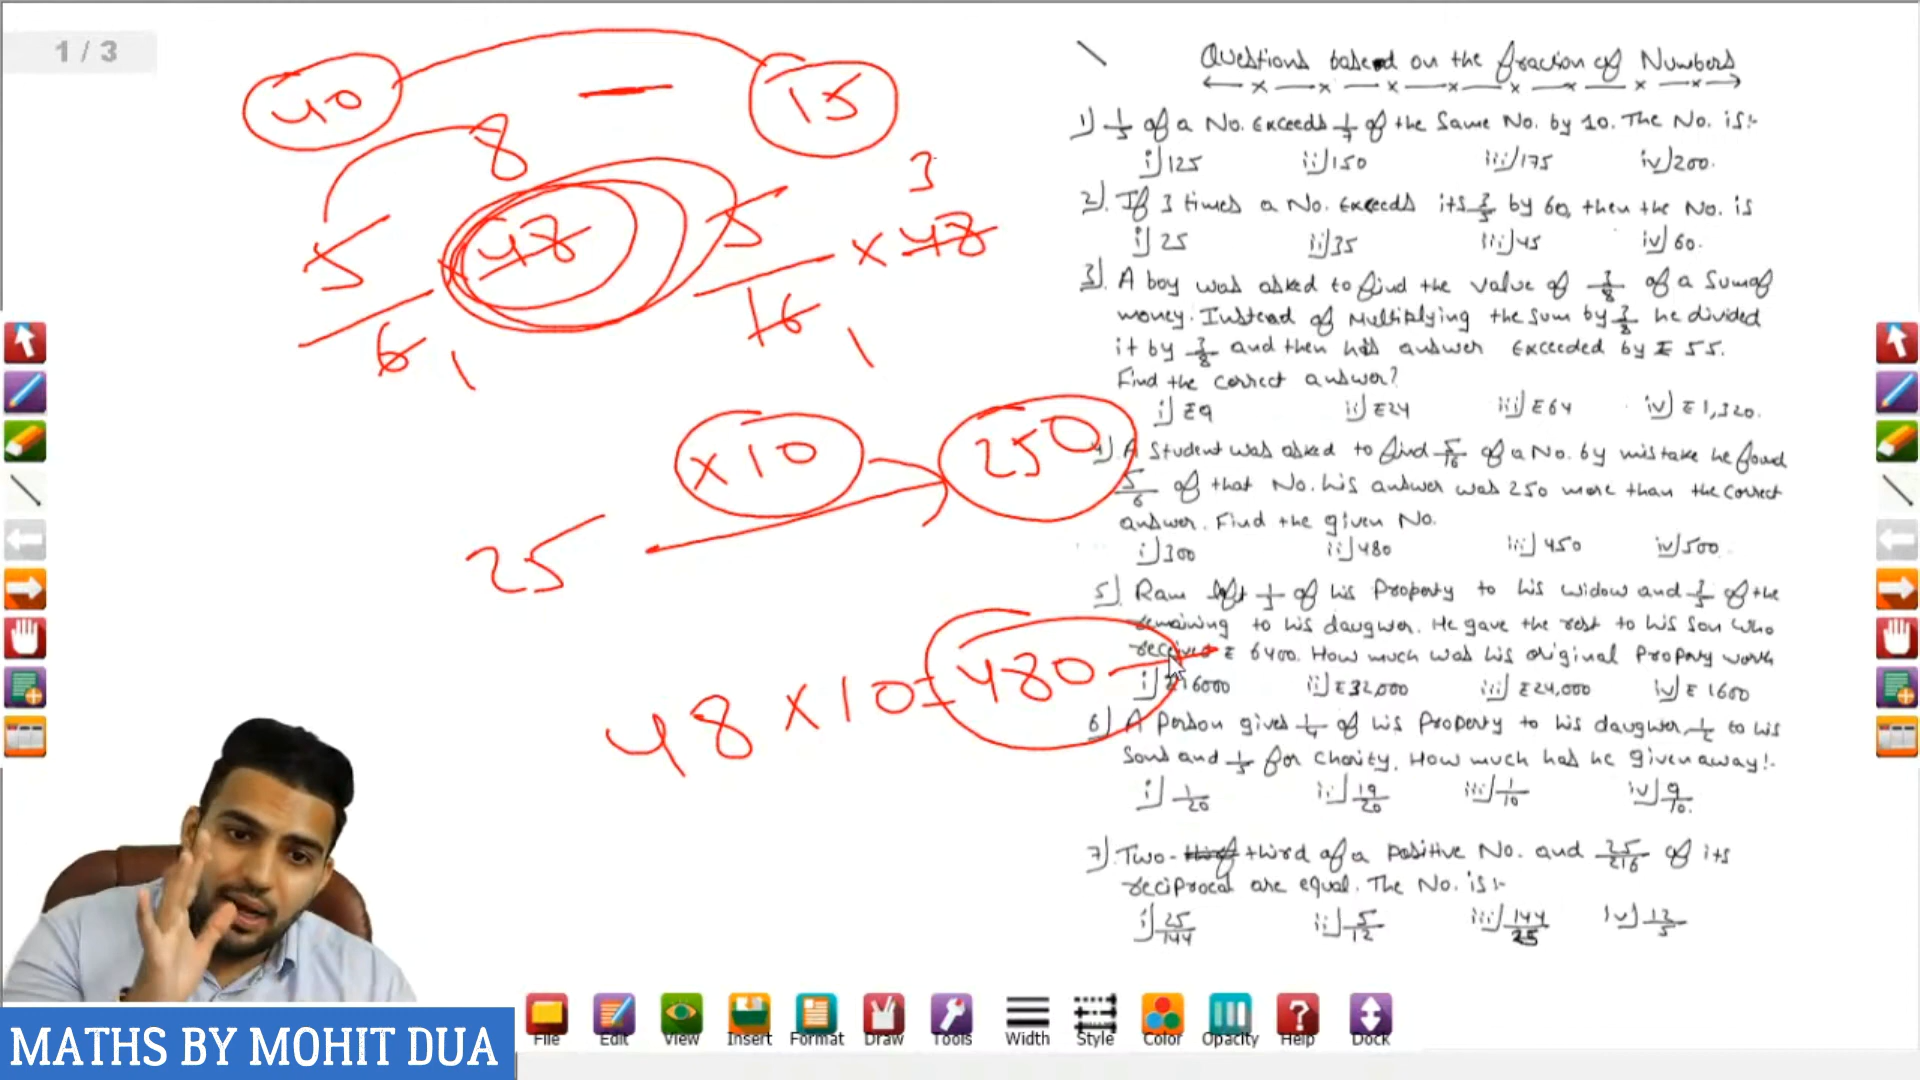 1 / 3
40 — 15
8
3
5 × 48 5 × 48
6 1 16 1
×10 250
25
48 × 10 = 480
Questions based on the fraction of Numbers
1) 1/5 of a No. Exceeds 1/7 of the Same No. by 10. The No. is:-
i) 125 ii) 150 iii) 175 iv) 200.
2) If 3 times a No. Exceeds its 3/5 by 60, then the No. is
i) 25 ii) 35 iii) 45 iv) 60.
3) A boy was asked to find the value of 3/8 of a Sum of
money. Instead of Multiplying the Sum by 3/8 he divided
it by 3/8 and then his answer Exceeded by ₹ 55.
Find the correct answer?
i) ₹9 ii) ₹24 iii) ₹64 iv) ₹1,320.
4) A Student was asked to find 5/16 of a No. by mistake he found
5/6 of that No. his answer was 250 more than the correct
answer. Find the given No.
i) 300 ii) 480 iii) 450 iv) 500
5) Ram left 1/3 of his Property to his widow and 3/5 of the
remaining to his daugwer. He gave the rest to his Son who
received ₹ 6400. How much was his original Property worth
i) ₹16000 ii) ₹32,000 iii) ₹24,000 iv) ₹1600
6) A Person gives 1/4 of his Property to his daugwer, 1/2 to his
Sons and 1/5 for Charity. How much has he given away:-
i) 1/20 ii) 19/20 iii) 1/10 iv) 9/10.
7) Two- third of a Positive No. and 25/216 of its
reciprocal are equal. The No. is:-
i) 25/144 ii) 5/12 iii) 144/25 iv) 12/5
MATHS BY MOHIT DUA
File Edit View Insert Format Draw Tools Width Style Color Opacity Help Dock